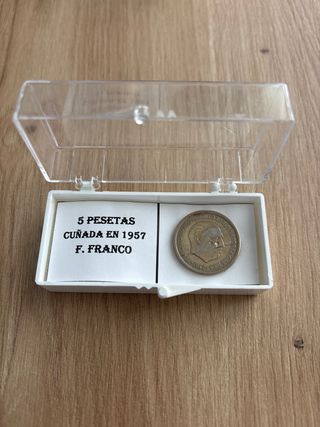 5 PESETAS
CUÑADA EN 1957
F. FRANCO